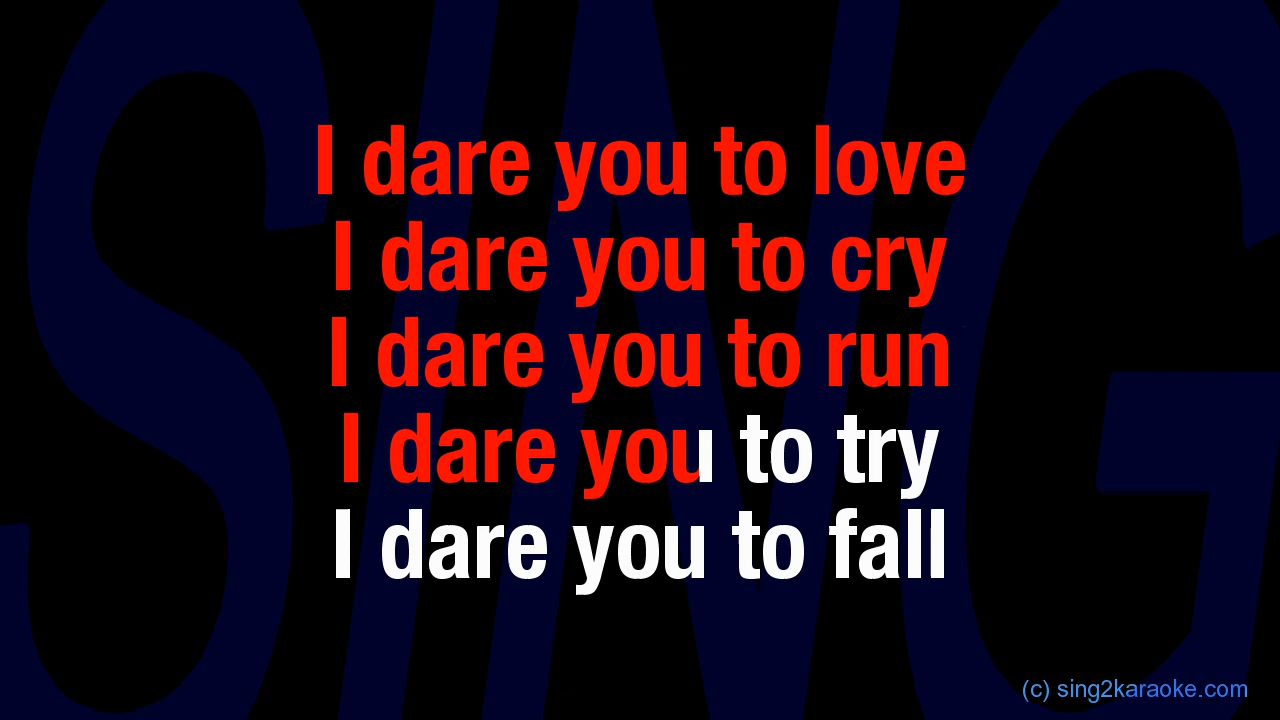 SING
I dare you to love
I dare you to cry
I dare you to run
I dare you to try
I dare you to fall
(c) sing2karaoke.com